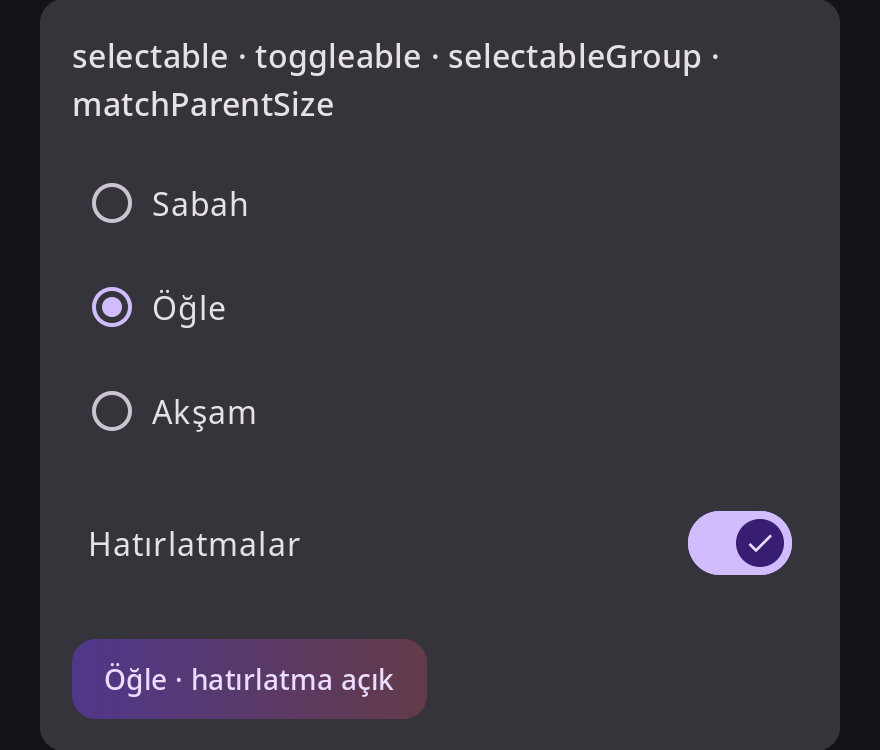 selectable · toggleable · selectableGroup ·
matchParentSize
Sabah
Öğle
Akşam
Hatırlatmalar
Öğle · hatırlatma açık